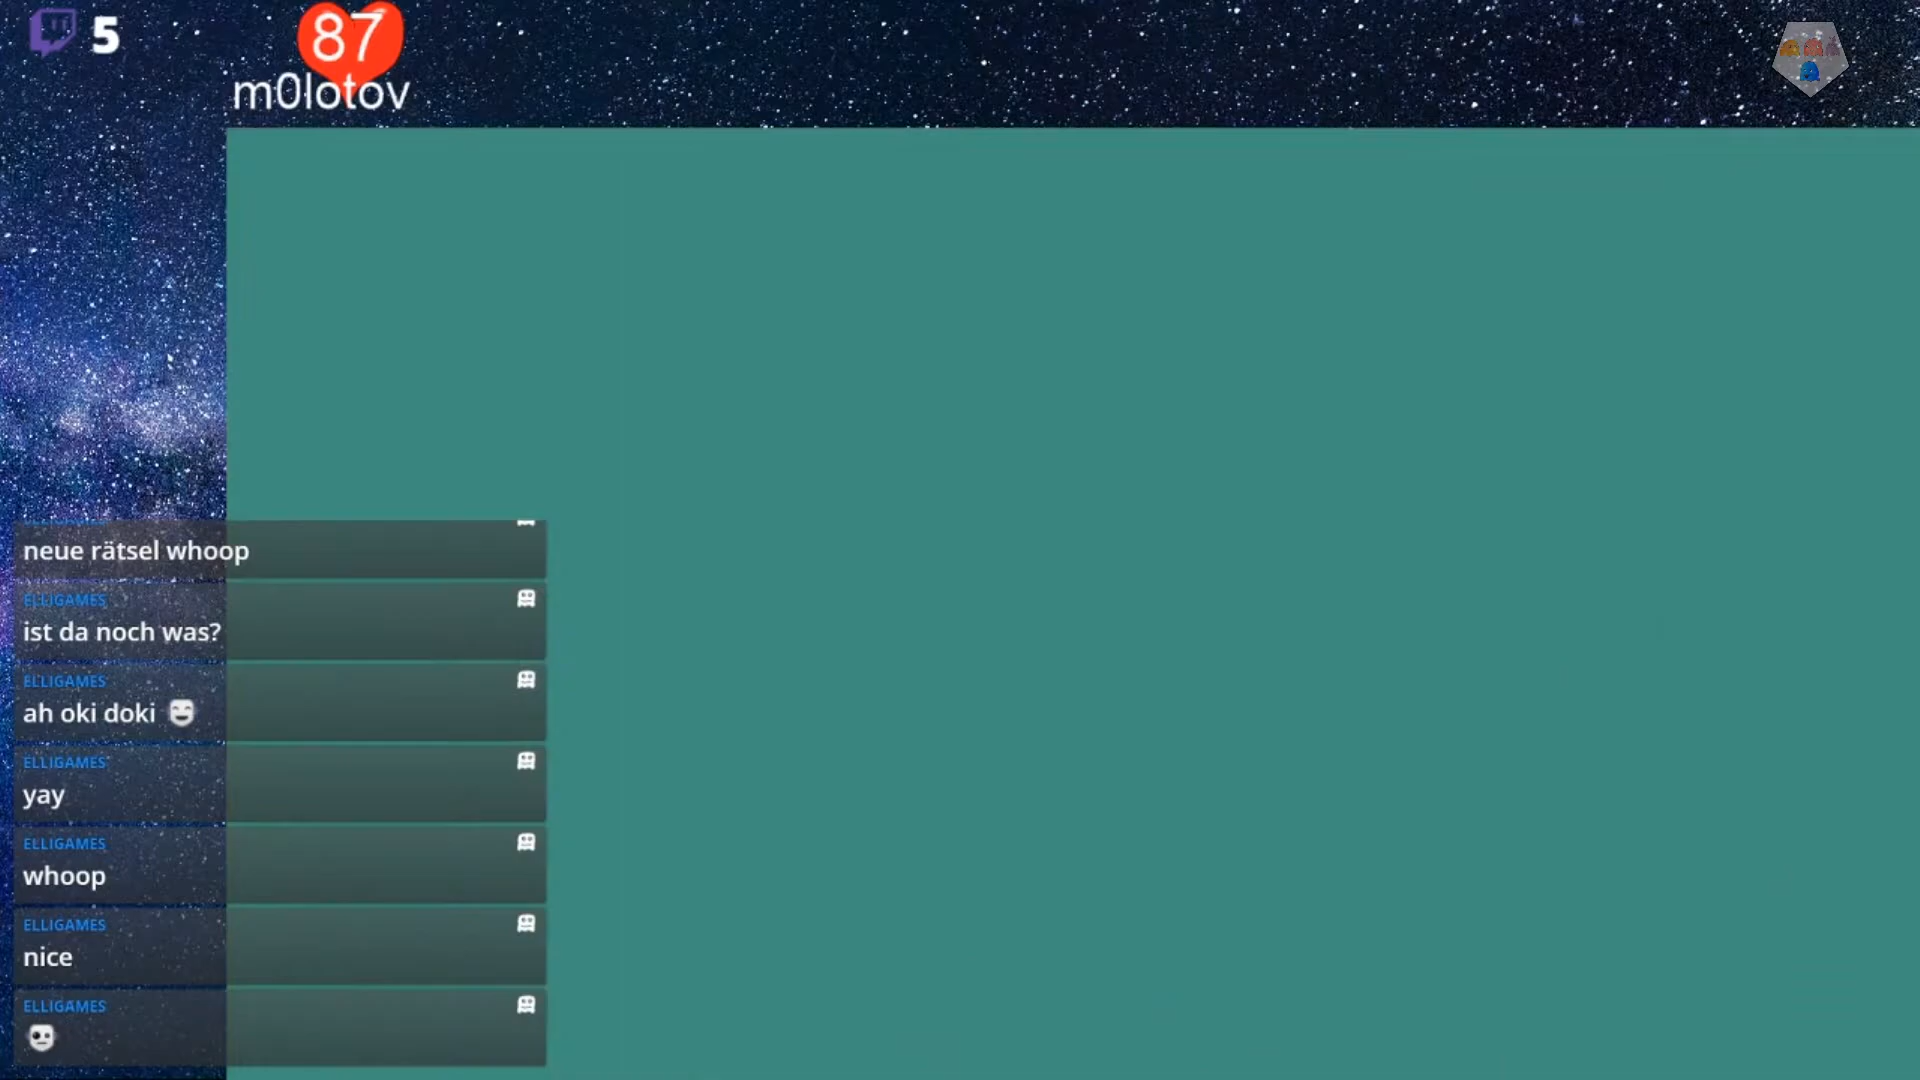 5
87
m0lotov
neue rätsel whoop
ELLIGAMES
ist da noch was?
ELLIGAMES
ah oki doki
ELLIGAMES
yay
ELLIGAMES
whoop
ELLIGAMES
nice
ELLIGAMES